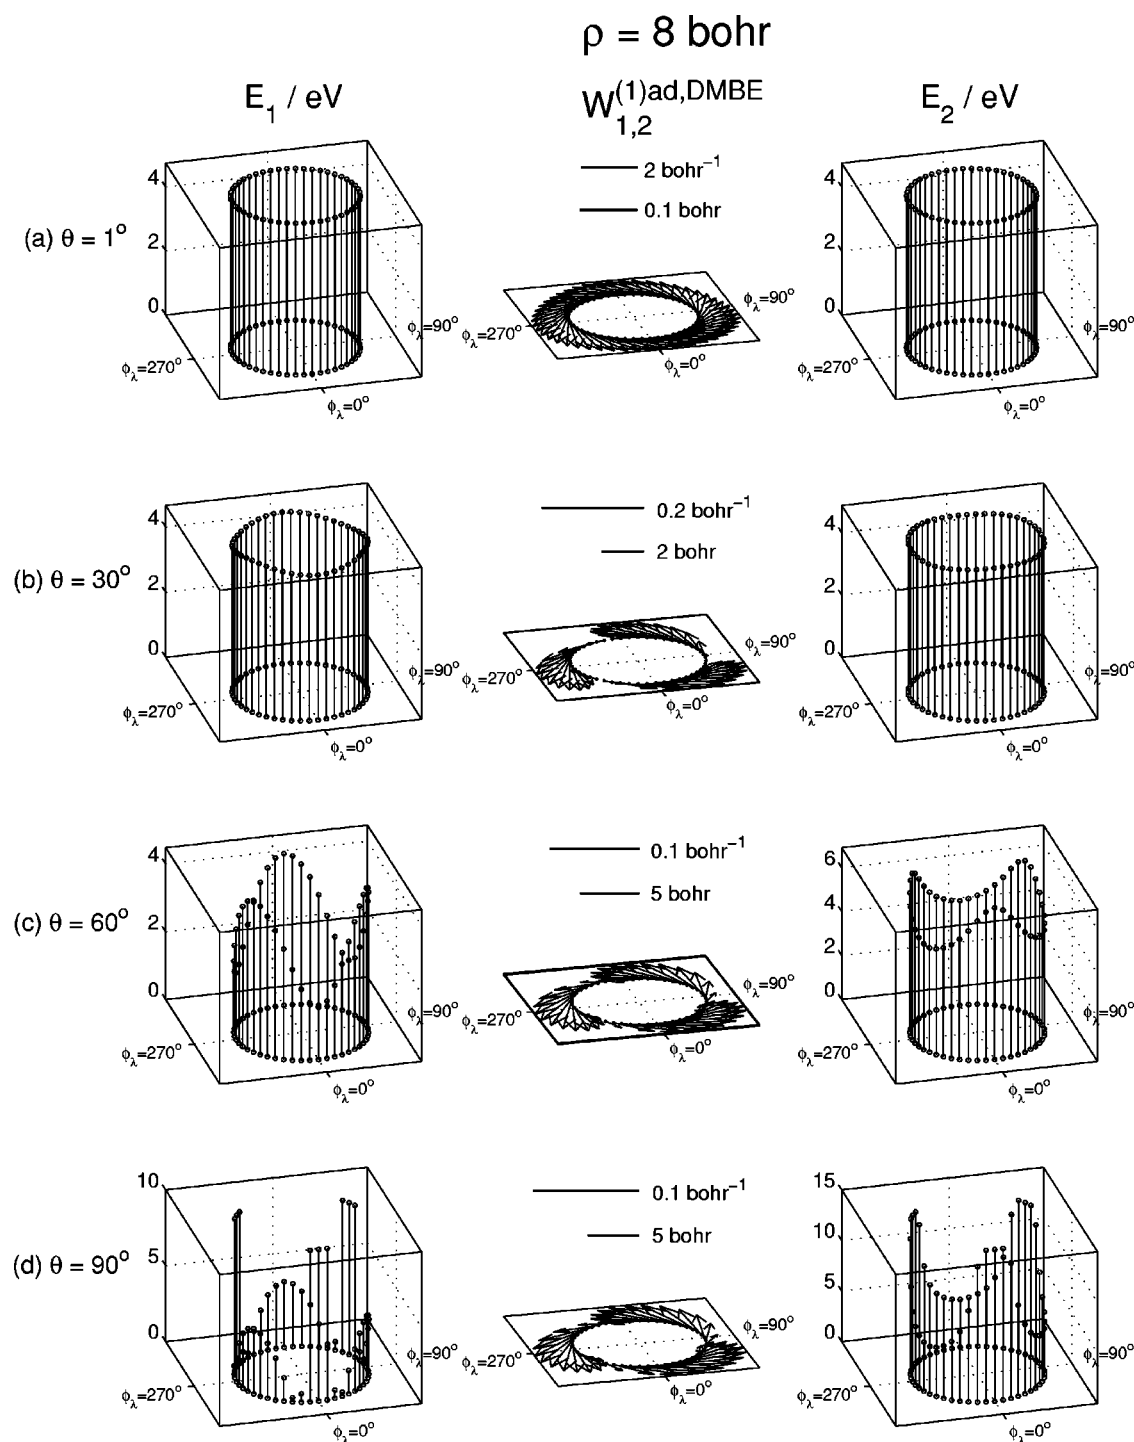 ρ = 8 bohr
E₁ / eV
W₁,₂⁽¹⁾ᵃᵈ,ᴰᴹᴮᴱ
E₂ / eV
(a) θ = 1°
4
2
0
ϕλ=270°
ϕλ=0°
ϕλ=90°
2 bohr⁻¹
0.1 bohr
ϕλ=270°
ϕλ=0°
ϕλ=90°
4
2
0
ϕλ=270°
ϕλ=0°
ϕλ=90°
(b) θ = 30°
4
2
0
ϕλ=270°
ϕλ=0°
ϕλ=90°
0.2 bohr⁻¹
2 bohr
ϕλ=270°
ϕλ=0°
ϕλ=90°
4
2
0
ϕλ=270°
ϕλ=0°
ϕλ=90°
(c) θ = 60°
4
2
0
ϕλ=270°
ϕλ=0°
ϕλ=90°
0.1 bohr⁻¹
5 bohr
ϕλ=270°
ϕλ=0°
ϕλ=90°
6
4
2
0
ϕλ=270°
ϕλ=0°
ϕλ=90°
(d) θ = 90°
10
5
0
ϕλ=270°
ϕλ=0°
ϕλ=90°
0.1 bohr⁻¹
5 bohr
ϕλ=270°
ϕλ=0°
ϕλ=90°
15
10
5
0
ϕλ=270°
ϕλ=0°
ϕλ=90°